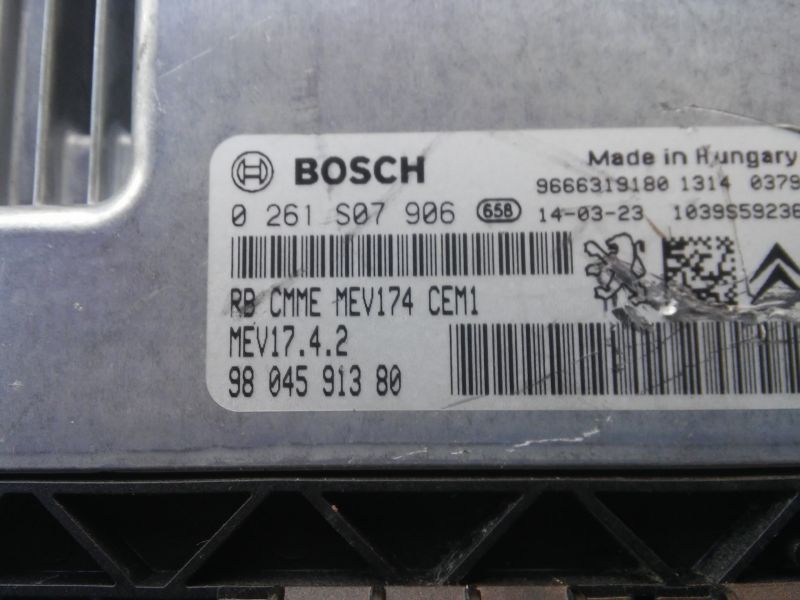 BOSCH
Made in Hungary
9666319180 1314 0379
0 261 S07 906 658 14-03-23 1039S59236
RB CMME MEV174 CEM1
MEV17.4.2
98 045 913 80